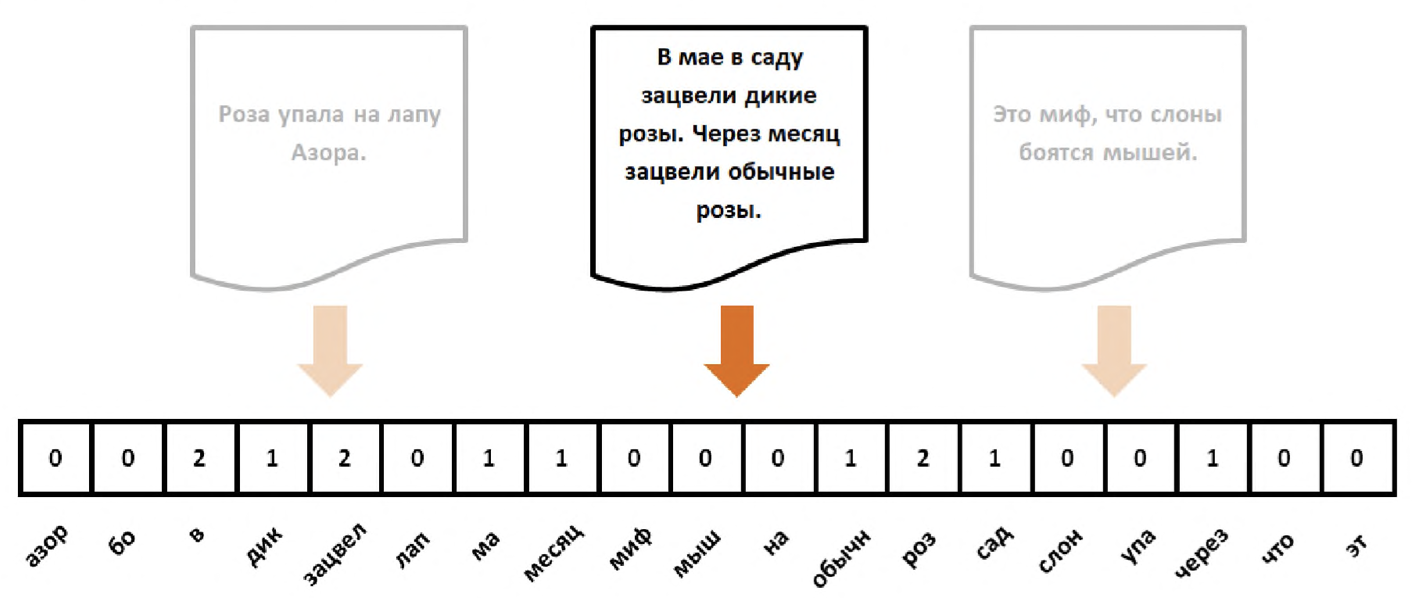 Роза упала на лапу
Азора.
В мае в саду
зацвели дикие
розы. Через месяц
зацвели обычные
розы.
Это миф, что слоны
боятся мышей.
0 0 2 1 2 0 1 1 0 0 0 1 2 1 0 0 1 0 0
азор бо в дик зацвел лап ма месяц миф мыш на обычн роз сад слон упа через что эт